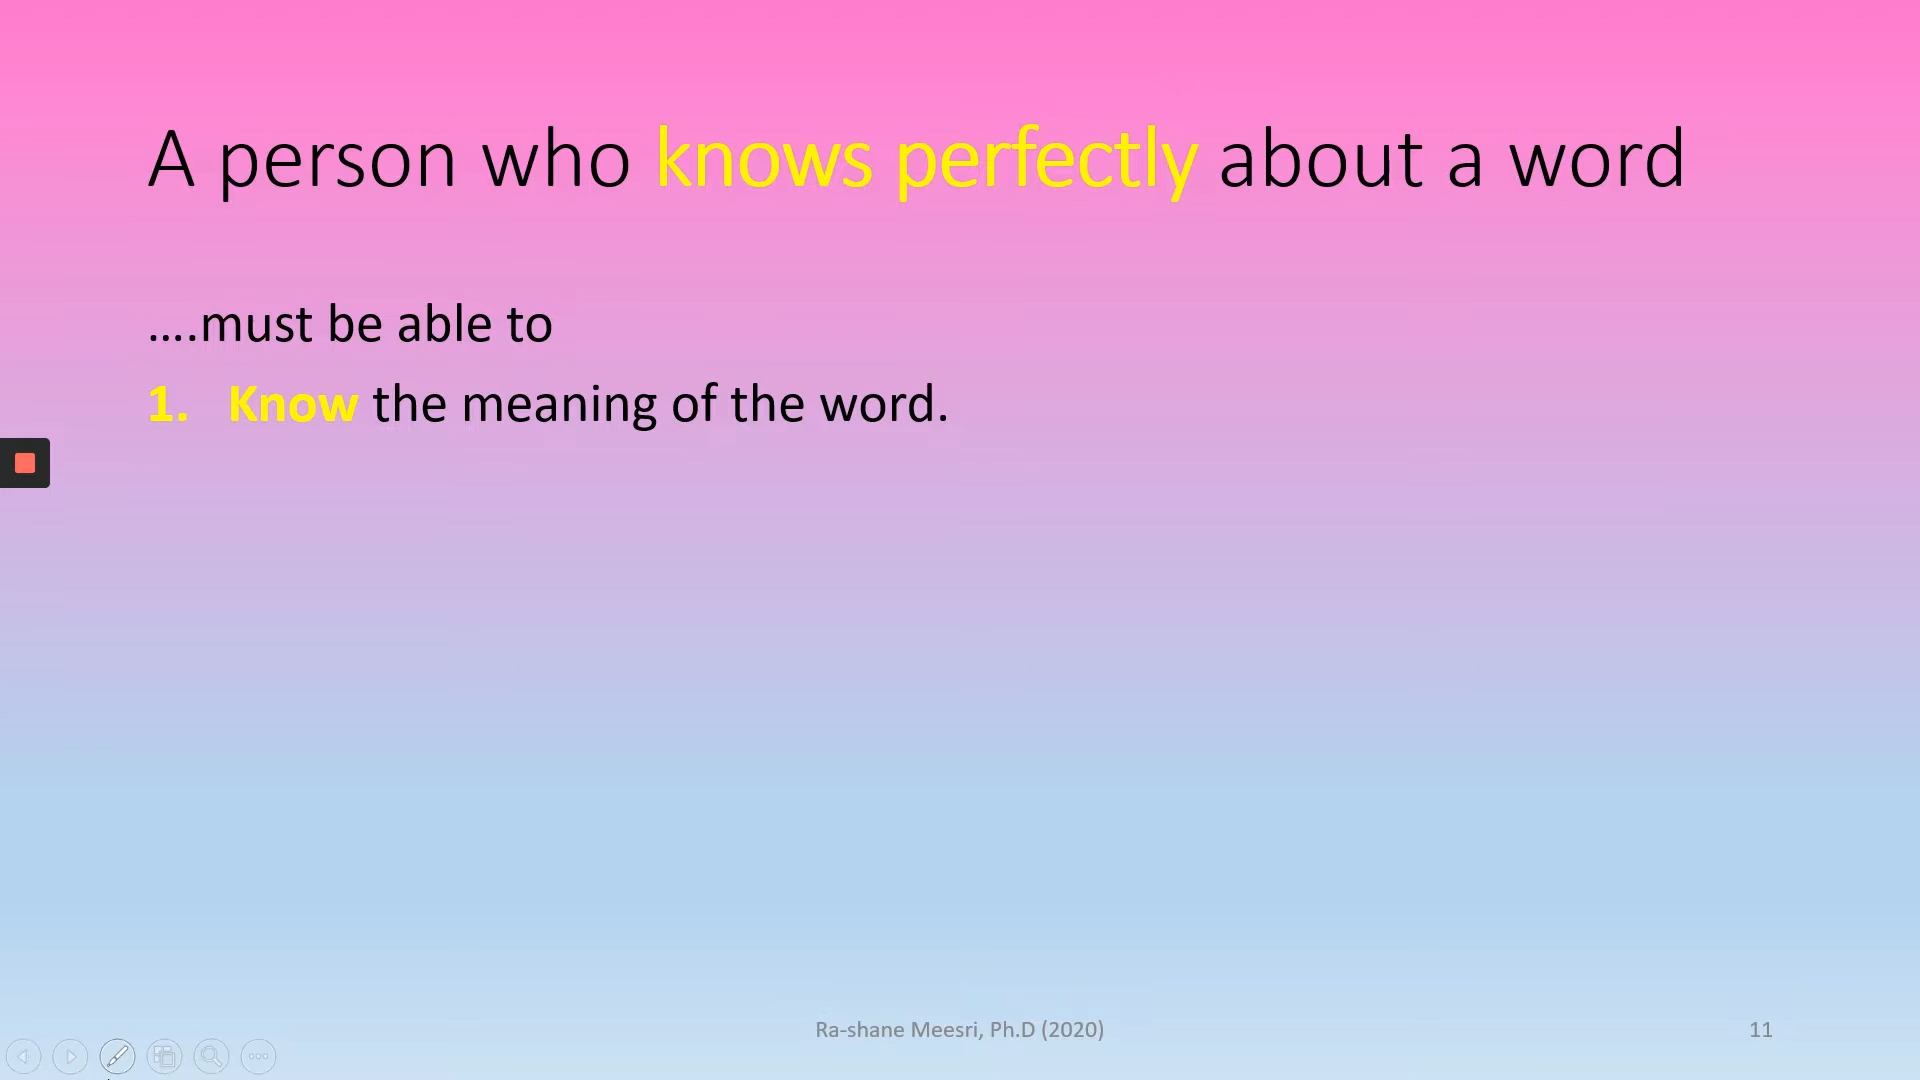 A person who knows perfectly about a word
....must be able to
1. Know the meaning of the word.
Ra-shane Meesri, Ph.D (2020)
11